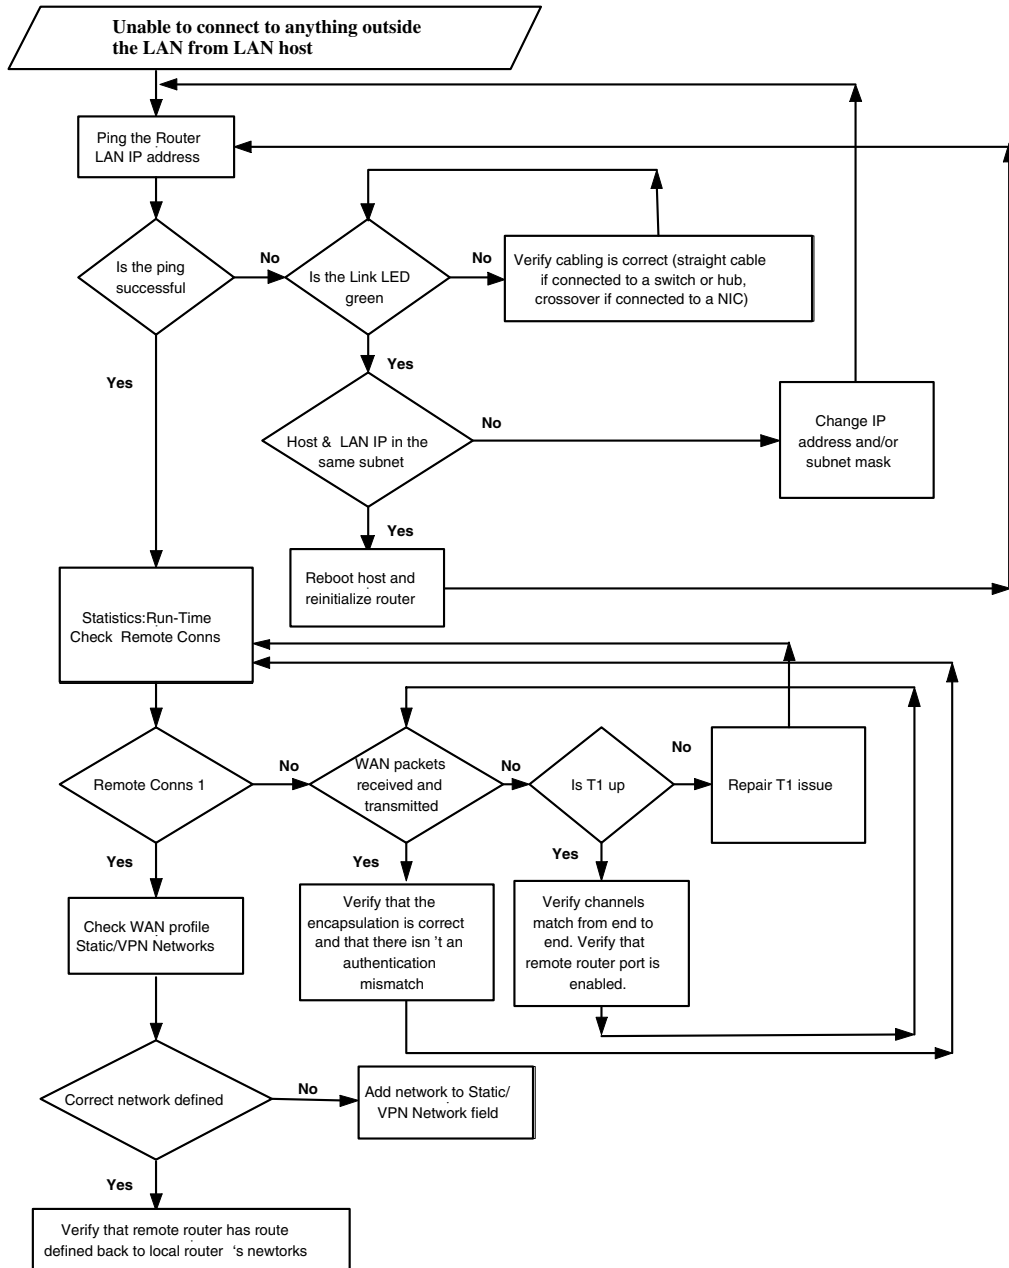 Unable to connect to anything outside
the LAN from LAN host
Ping the Router
LAN IP address
Is the ping
successful
No
Is the Link LED
green
No
Verify cabling is correct (straight cable
if connected to a switch or hub,
crossover if connected to a NIC)
Yes
Yes
Host & LAN IP in the
same subnet
No
Change IP
address and/or
subnet mask
Yes
Reboot host and
reinitialize router
Statistics:Run-Time
Check Remote Conns
Remote Conns 1
No
WAN packets
received and
transmitted
No
Is T1 up
No
Repair T1 issue
Yes
Yes
Yes
Check WAN profile
Static/VPN Networks
Verify that the
encapsulation is correct
and that there isn 't an
authentication
mismatch
Verify channels
match from end to
end. Verify that
remote router port is
enabled.
Correct network defined
No
Add network to Static/
VPN Network field
Yes
Verify that remote router has route
defined back to local router 's newtorks